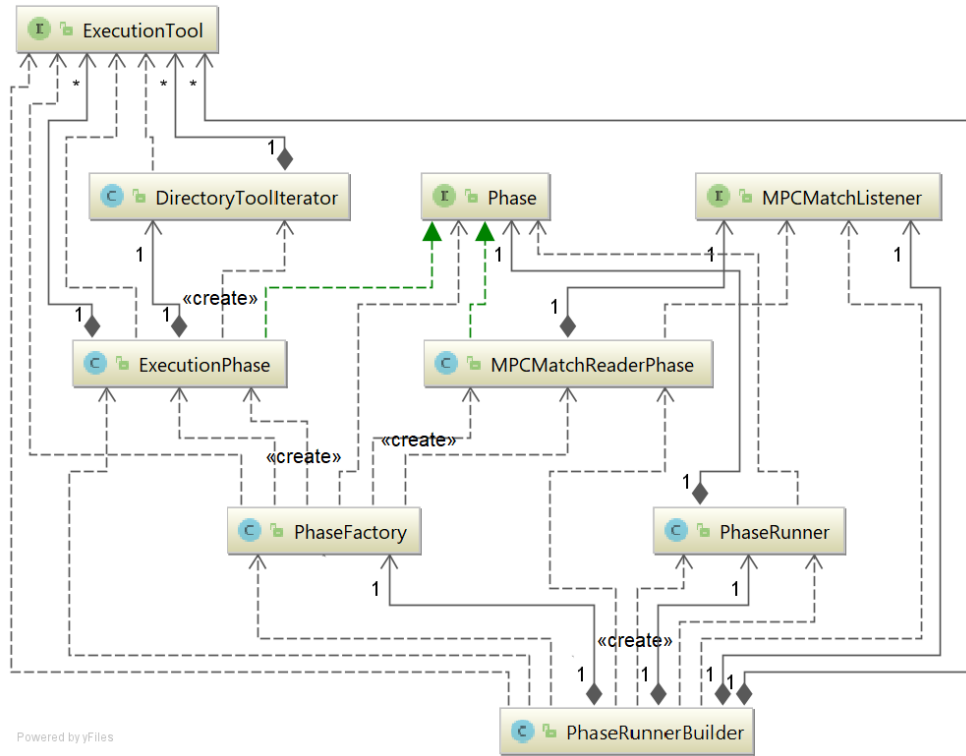 ExecutionTool
* * *
1
DirectoryToolIterator
Phase
MPCMatchListener
1 1 1 1
«create»
1 1 1
ExecutionPhase
MPCMatchReaderPhase
«create»
«create»
1
PhaseFactory
PhaseRunner
1 1
«create»
1 1 1 1
PhaseRunnerBuilder
Powered by yFiles